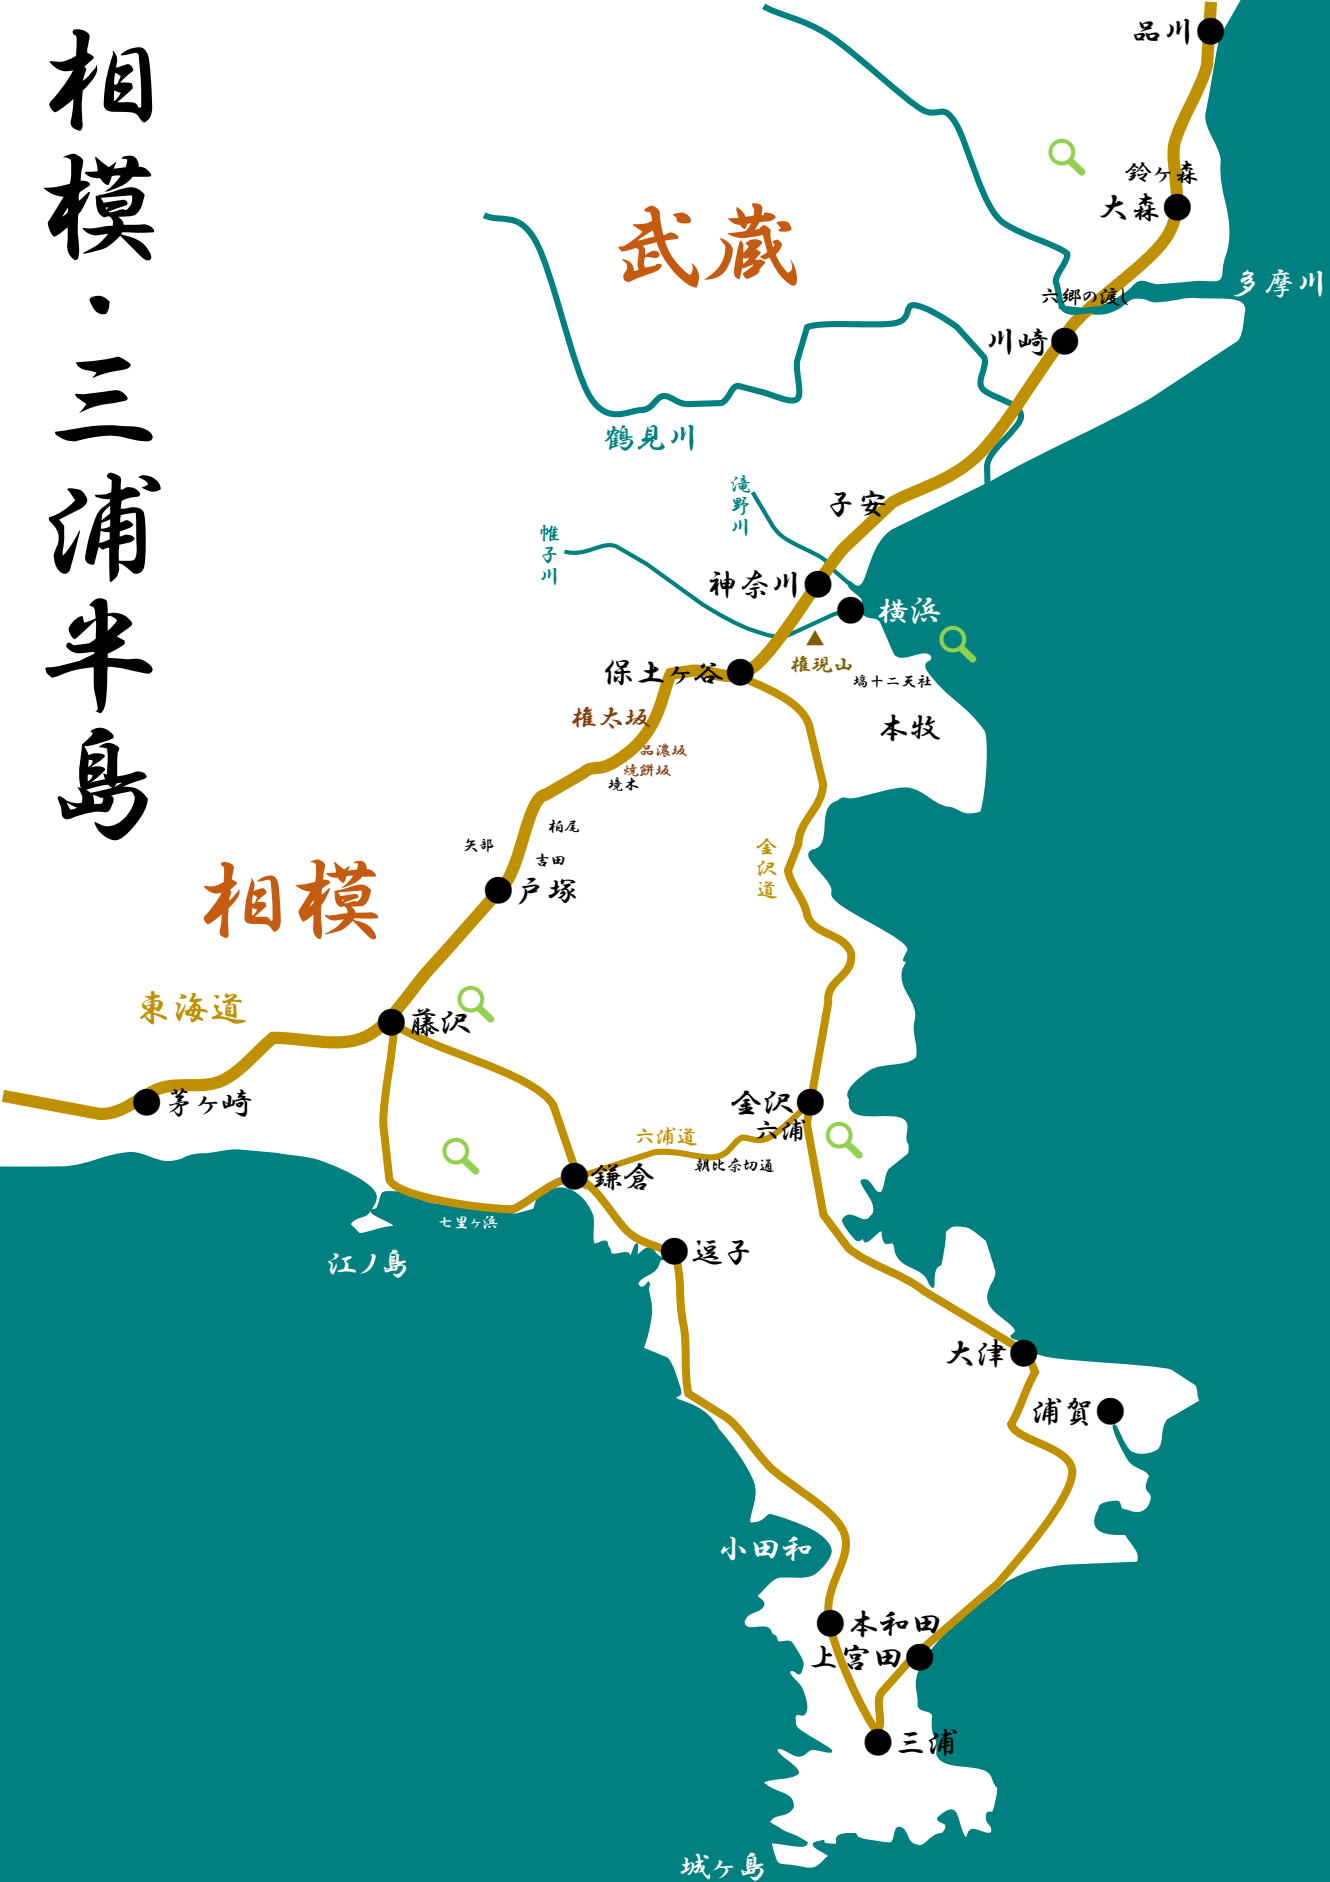 相模・三浦半島
品川
鈴ヶ森
大森
武蔵
多摩川
六郷の渡し
川崎
鶴見川
滝野川
子安
帷子川
神奈川
横浜
権現山
保土ヶ谷
塙十二天社
権太坂
本牧
品濃坂
焼餅坂
境木
柏尾
矢部
吉田
金沢道
戸塚
相模
東海道
藤沢
茅ヶ崎
金沢
六浦
六浦道
朝比奈切通
鎌倉
七里ヶ浜
江ノ島
逗子
大津
浦賀
小田和
本和田
上宮田
三浦
城ヶ島